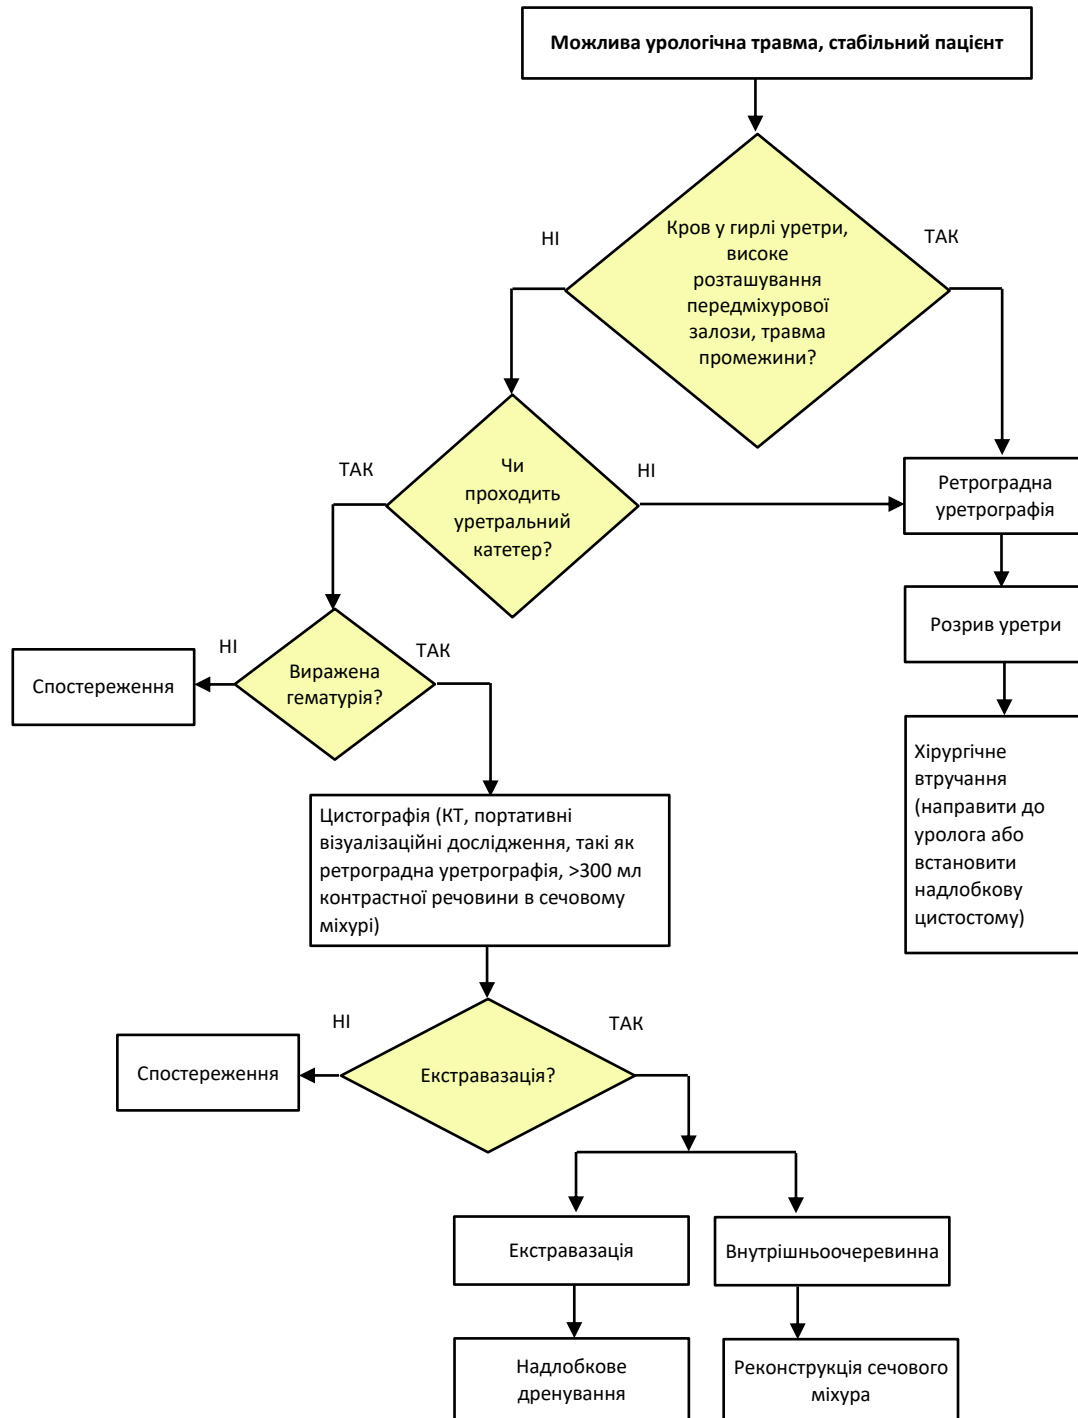 Можлива урологічна травма, стабільний пацієнт
НІ
Кров у гирлі уретри,
високе
розташування
передміхурової
залози, травма
промежини?
ТАК
ТАК
Чи
проходить
уретральний
катетер?
НІ
Ретроградна
уретрографія
Розрив уретри
НІ
Виражена
гематурія?
ТАК
Спостереження
Хірургічне
втручання
(направити до
уролога або
встановити
надлобкову
цистостому)
Цистографія (КТ, портативні
візуалізаційні дослідження, такі як
ретроградна уретрографія, >300 мл
контрастної речовини в сечовому
міхурі)
НІ
Екстравазація?
ТАК
Спостереження
Екстравазація
Внутрішньоочеревинна
Надлобкове
дренування
Реконструкція сечового
міхура